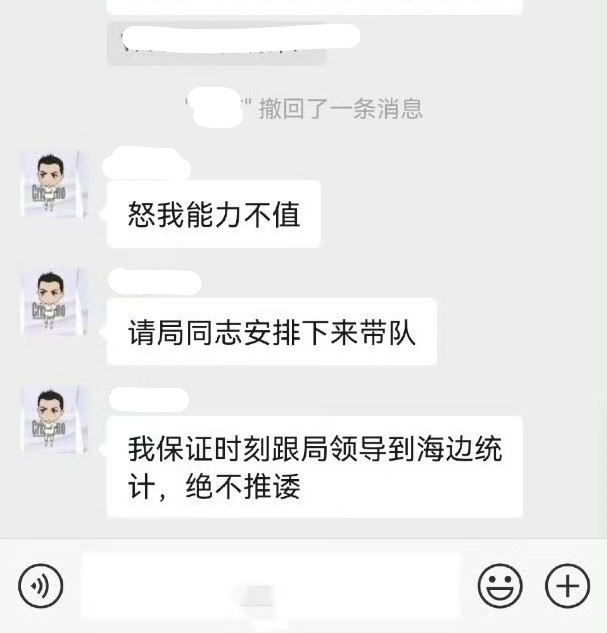 " 撤回了一条消息
怒我能力不值
请局同志安排下来带队
我保证时刻跟局领导到海边统
计，绝不推诿